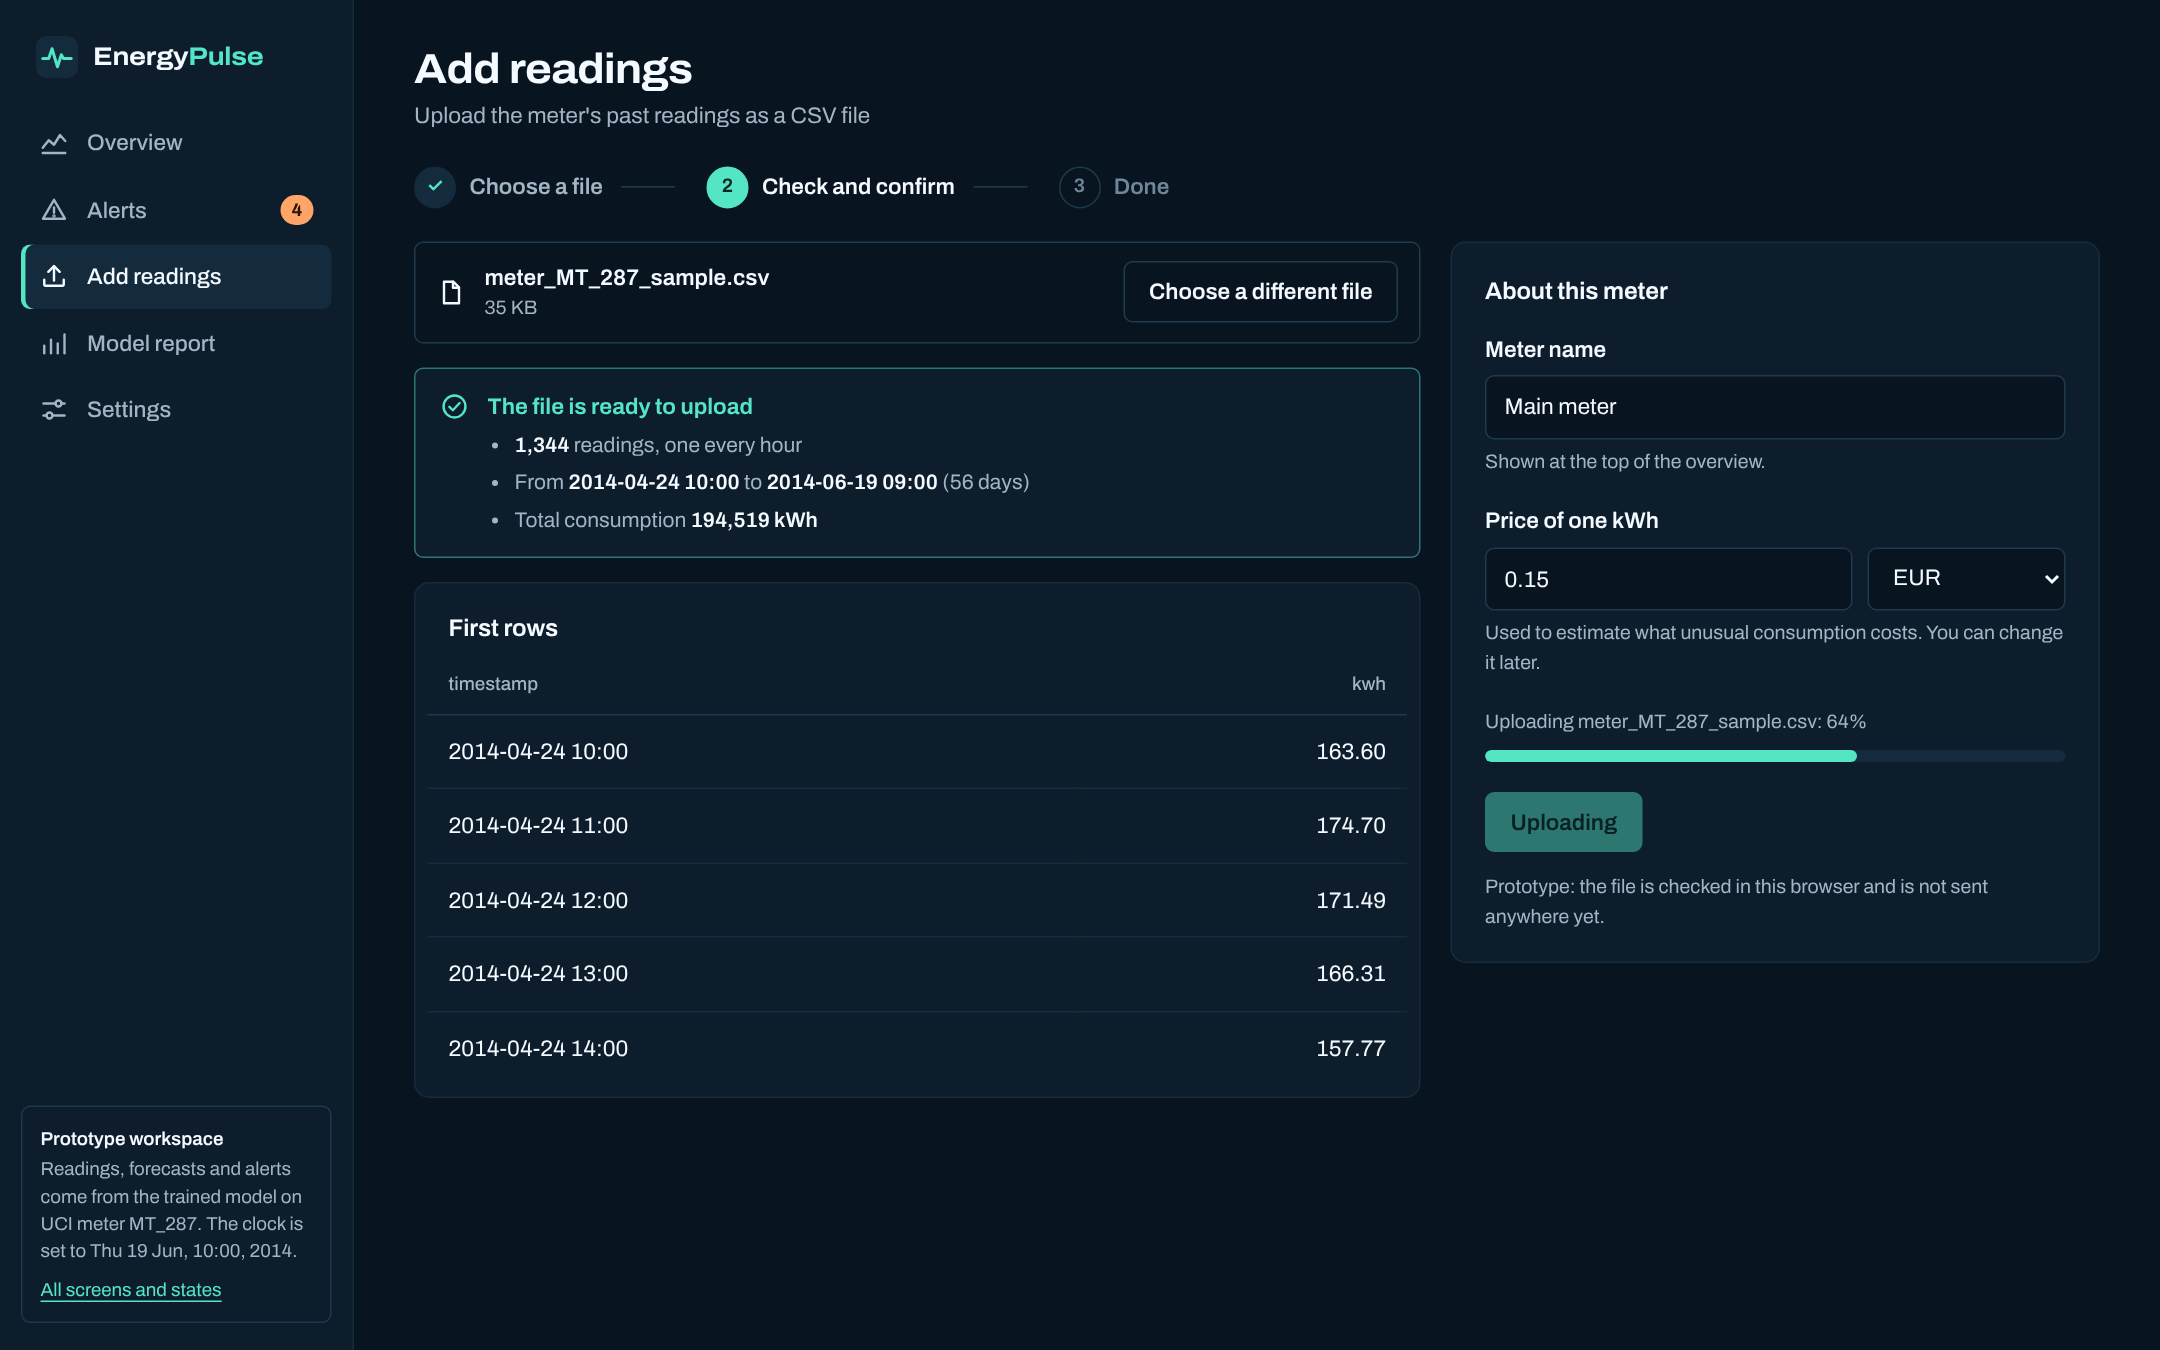 EnergyPulse
Overview
Alerts
4
Add readings
Model report
Settings
Prototype workspace
Readings, forecasts and alerts
come from the trained model on
UCI meter MT_287. The clock is
set to Thu 19 Jun, 10:00, 2014.
All screens and states
Add readings
Upload the meter's past readings as a CSV file
Choose a file
2 Check and confirm
3 Done
meter_MT_287_sample.csv
35 KB
Choose a different file
The file is ready to upload
• 1,344 readings, one every hour
• From 2014-04-24 10:00 to 2014-06-19 09:00 (56 days)
• Total consumption 194,519 kWh
First rows
timestamp kwh
2014-04-24 10:00 163.60
2014-04-24 11:00 174.70
2014-04-24 12:00 171.49
2014-04-24 13:00 166.31
2014-04-24 14:00 157.77
About this meter
Meter name
Main meter
Shown at the top of the overview.
Price of one kWh
0.15 EUR
Used to estimate what unusual consumption costs. You can change
it later.
Uploading meter_MT_287_sample.csv: 64%
Uploading
Prototype: the file is checked in this browser and is not sent
anywhere yet.